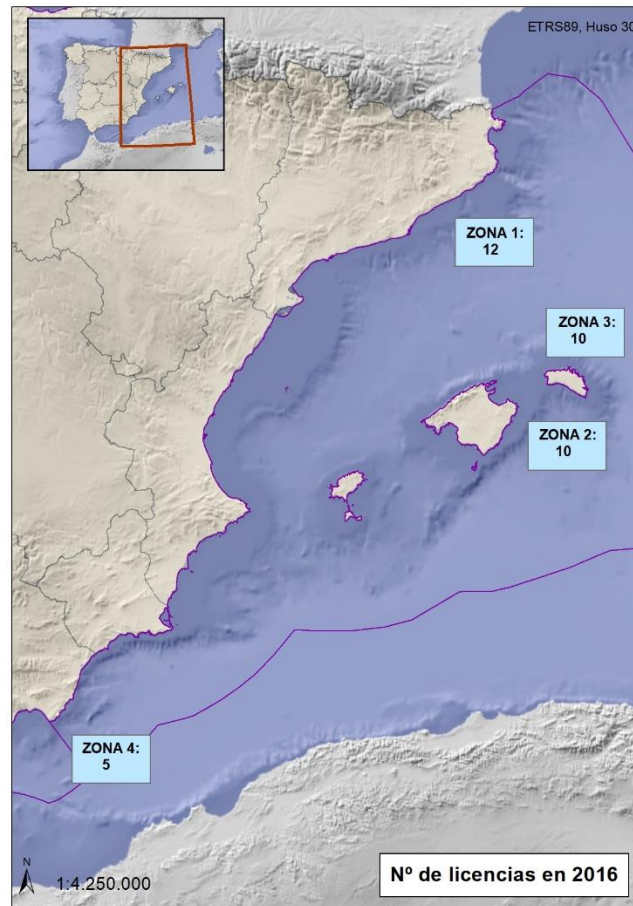 ETRS89, Huso 30
ZONA 1:
12
ZONA 3:
10
ZONA 2:
10
ZONA 4:
5
N
1:4.250.000
Nº de licencias en 2016